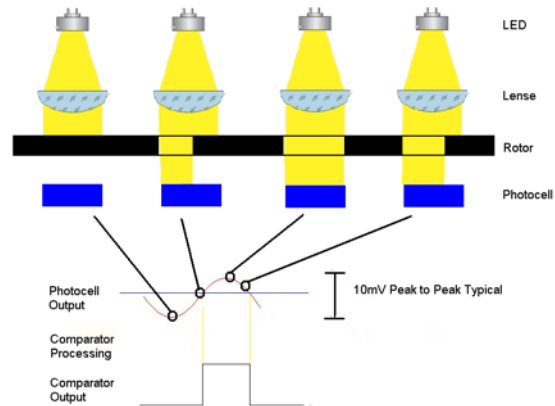 LED
Lense
Rotor
Photocell
Photocell
Output
10mV Peak to Peak Typical
Comparator
Processing
Comparator
Output